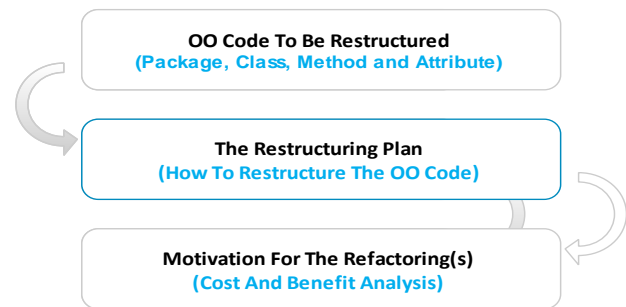 OO Code To Be Restructured
(Package, Class, Method and Attribute)
The Restructuring Plan
(How To Restructure The OO Code)
Motivation For The Refactoring(s)
(Cost And Benefit Analysis)